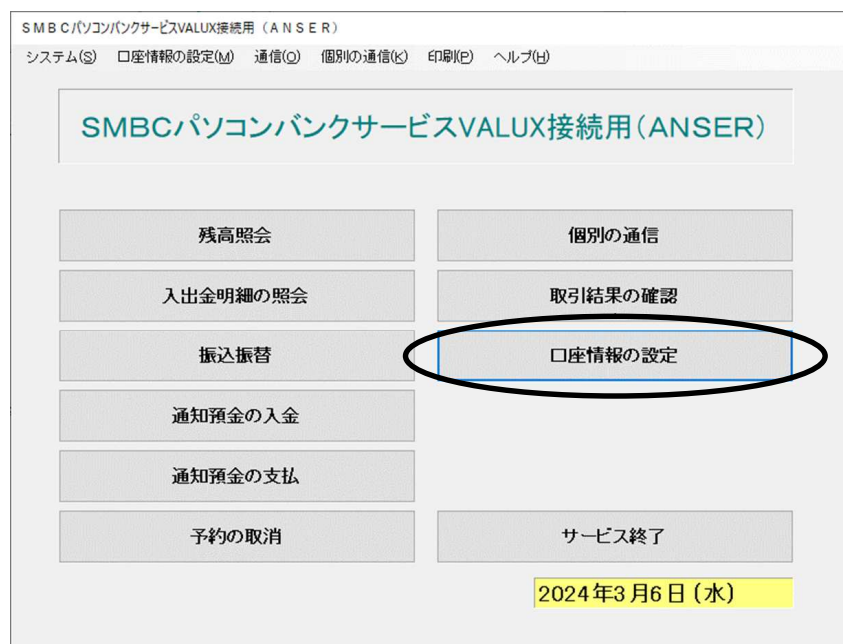 SMBCパソコンバンクサービスVALUX接続用(ANSER)
システム(S) 口座情報の設定(M) 通信(O) 個別の通信(K) 印刷(P) ヘルプ(H)
SMBCパソコンバンクサービスVALUX接続用(ANSER)
残高照会 個別の通信
入出金明細の照会 取引結果の確認
振込振替 口座情報の設定
通知預金の入金
通知預金の支払
予約の取消 サービス終了
2024年3月6日(水)